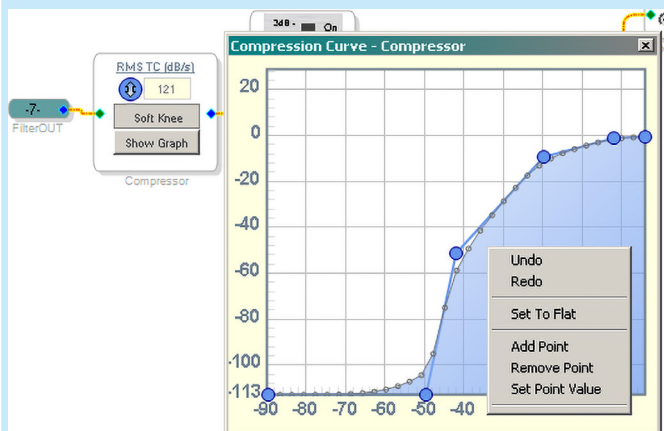 3dB - On
Compression Curve - Compressor
RMS TC (dB/s)
121
-7-
Soft Knee
FilterOUT
Show Graph
Compressor
20
0
-20
-40
-60
-80
-100
-113
-90 -80 -70 -60 -50 -40
Undo
Redo
Set To Flat
Add Point
Remove Point
Set Point Value